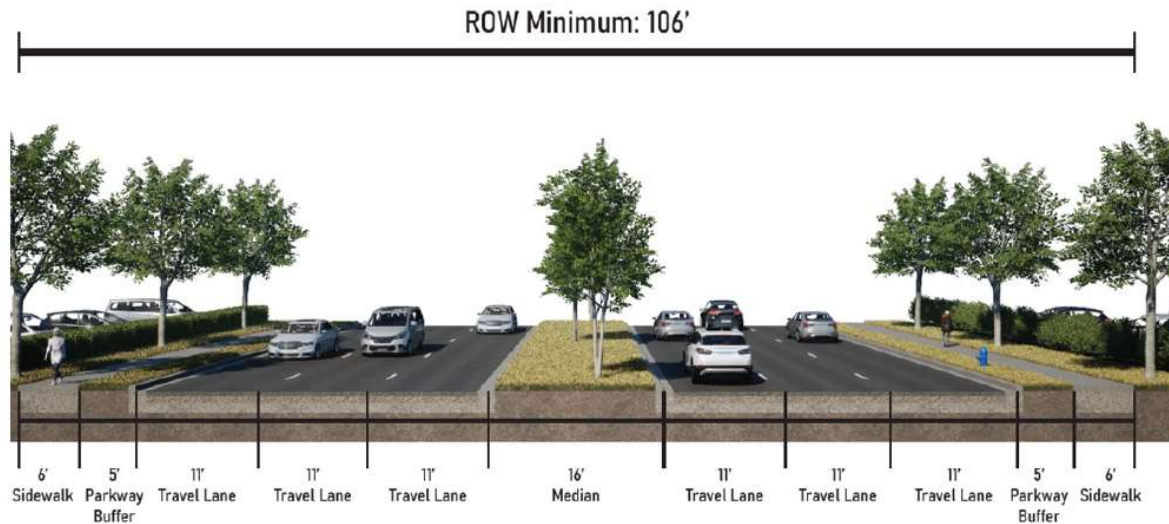 ROW Minimum: 106'
6' 5' 11' 11' 11' 16' 11' 11' 11' 5' 6'
Sidewalk Parkway Travel Lane Travel Lane Travel Lane Median Travel Lane Travel Lane Travel Lane Parkway Sidewalk
Buffer Buffer